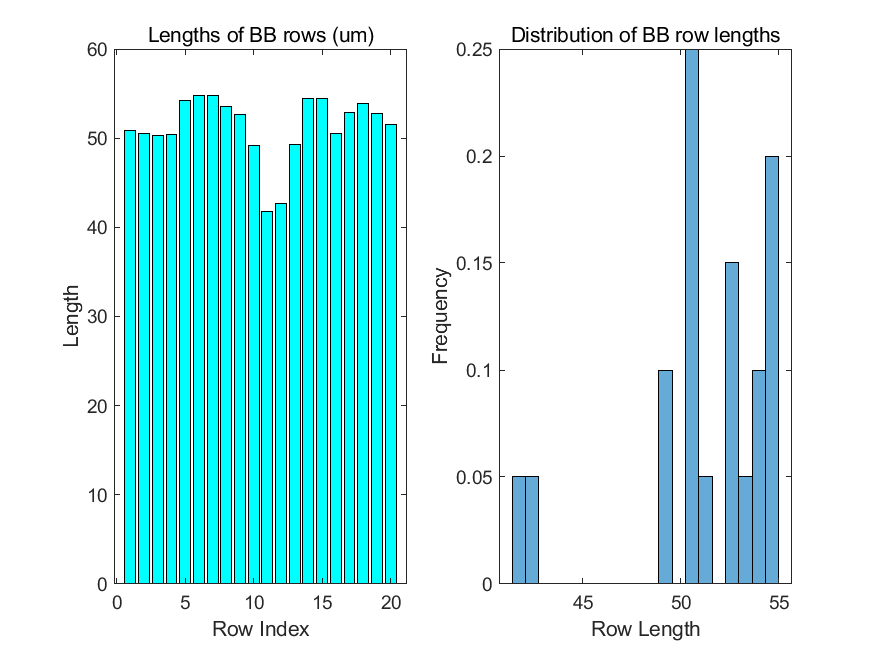 Lengths of BB rows (um)
60
50
40
30
20
10
0
Length
0 5 10 15 20
Row Index
Distribution of BB row lengths
0.25
0.2
0.15
0.1
0.05
0
Frequency
45 50 55
Row Length